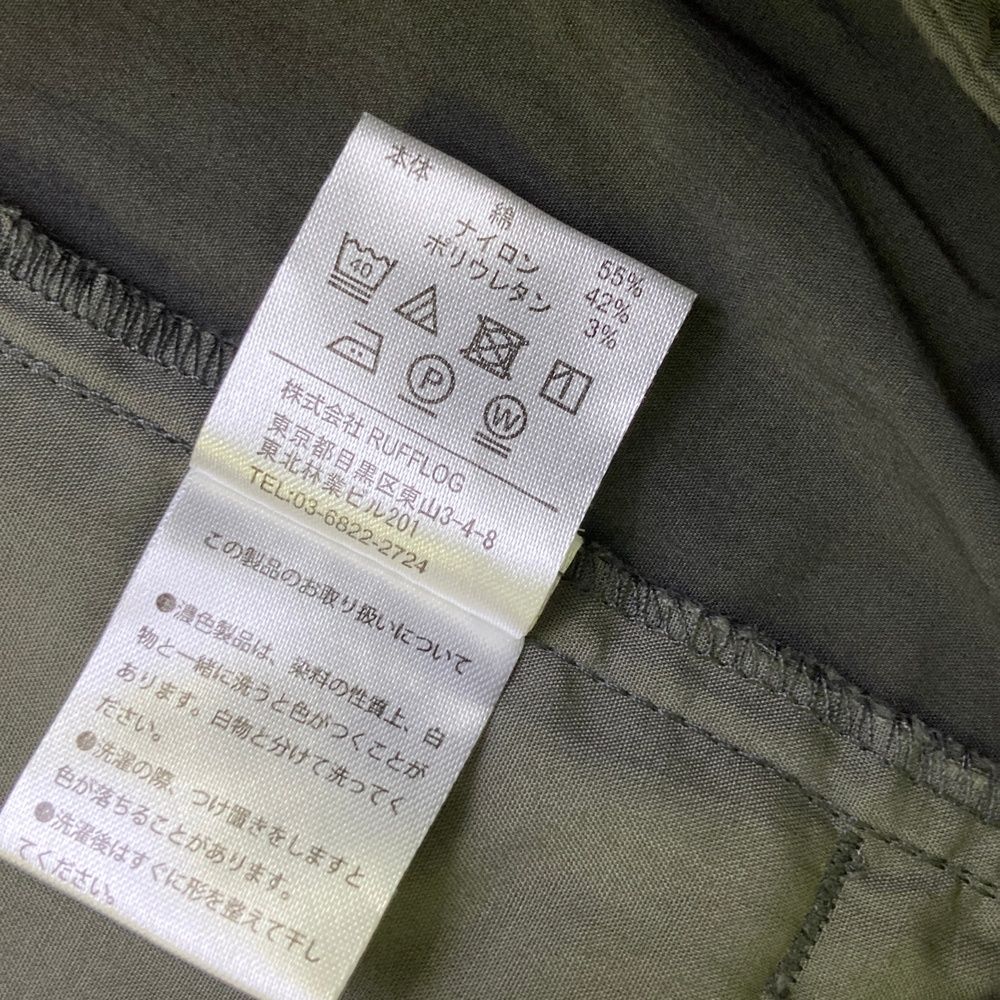 本体
綿 55%
ナイロン 42%
ポリウレタン 3%
40
P
W
株式会社 RUFFLOG
東京都目黒区東山3-4-8
東北林業ビル201
TEL:03-6822-2724
この製品のお取り扱いについて
●濃色製品は、染料の性質上、白
物と一緒に洗うと色がつくことが
あります。白物と分けて洗ってく
ださい。
●洗濯の際、つけ置きをしますと
色が落ちることがあります。
●洗濯後はすぐに形を整えて干し
てください。